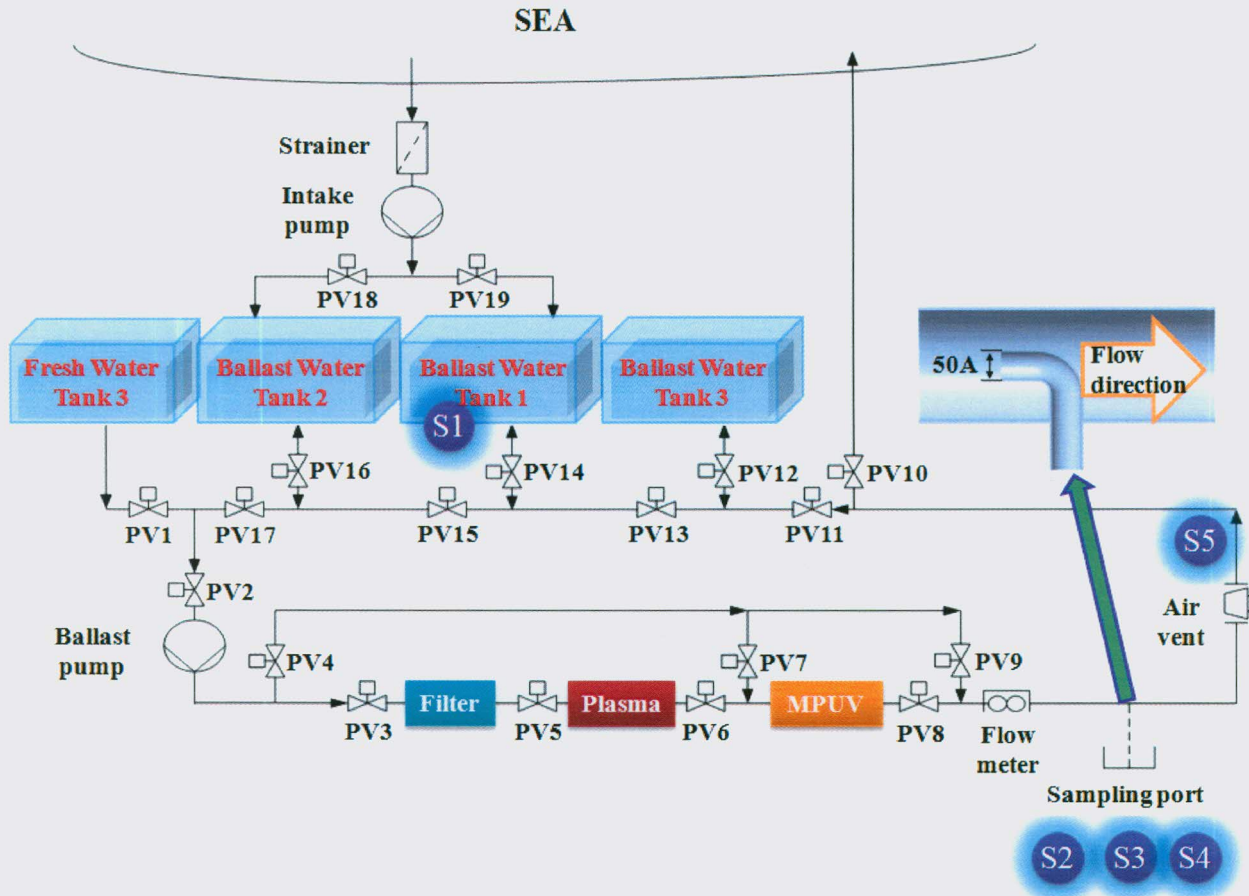 SEA
Strainer
Intake
pump
PV18
PV19
Fresh Water
Tank 3
Ballast Water
Tank 2
Ballast Water
Tank 1
Ballast Water
Tank 3
S1
50A
Flow
direction
PV16
PV14
PV12
PV10
PV1
PV17
PV15
PV13
PV11
S5
PV2
Air
vent
Ballast
pump
PV4
PV7
PV9
Filter
Plasma
MPUV
PV3
PV5
PV6
PV8
Flow
meter
Sampling port
S2
S3
S4